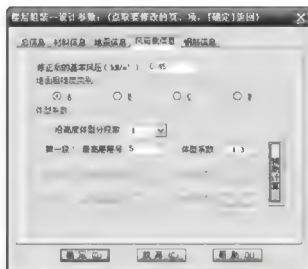 楼层组装—设计参数:(点取要修改的页、项,[确定]返回)
总信息 材料信息 地震信息 风荷载信息 钢筋信息
修正后的基本风压(kN/m²) 0.45
地面粗糙度类别
A B C D
体型系数
沿高度体型分段数 1
第一段:最高层层号 5 体型系数 1.3
辅助计算
确定(O) 放弃(C) 帮助(H)